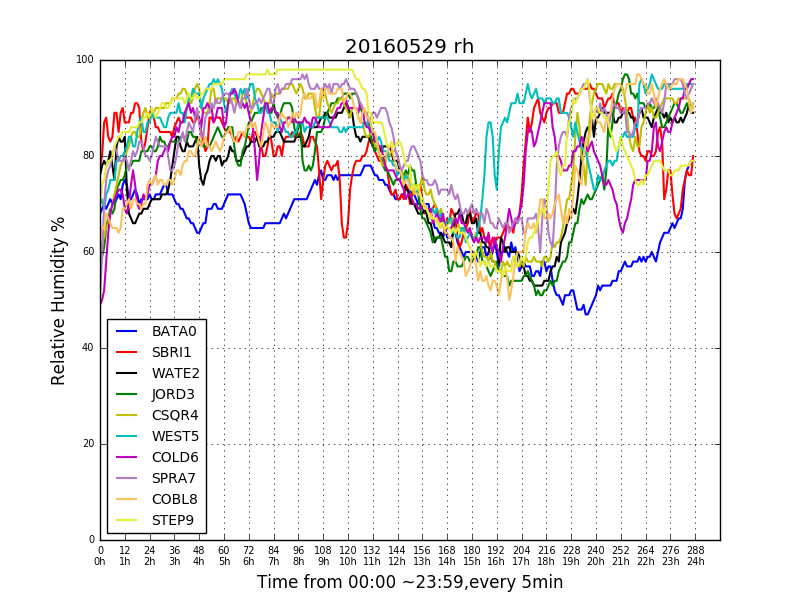 20160529 rh
100
80
60
40
20
0
Relative Humidity %
BATA0
SBRI1
WATE2
JORD3
CSQR4
WEST5
COLD6
SPRA7
COBL8
STEP9
0 12 24 36 48 60 72 84 96 108 120 132 144 156 168 180 192 204 216 228 240 252 264 276 288
0h 1h 2h 3h 4h 5h 6h 7h 8h 9h 10h 11h 12h 13h 14h 15h 16h 17h 18h 19h 20h 21h 22h 23h 24h
Time from 00:00 ~23:59,every 5min